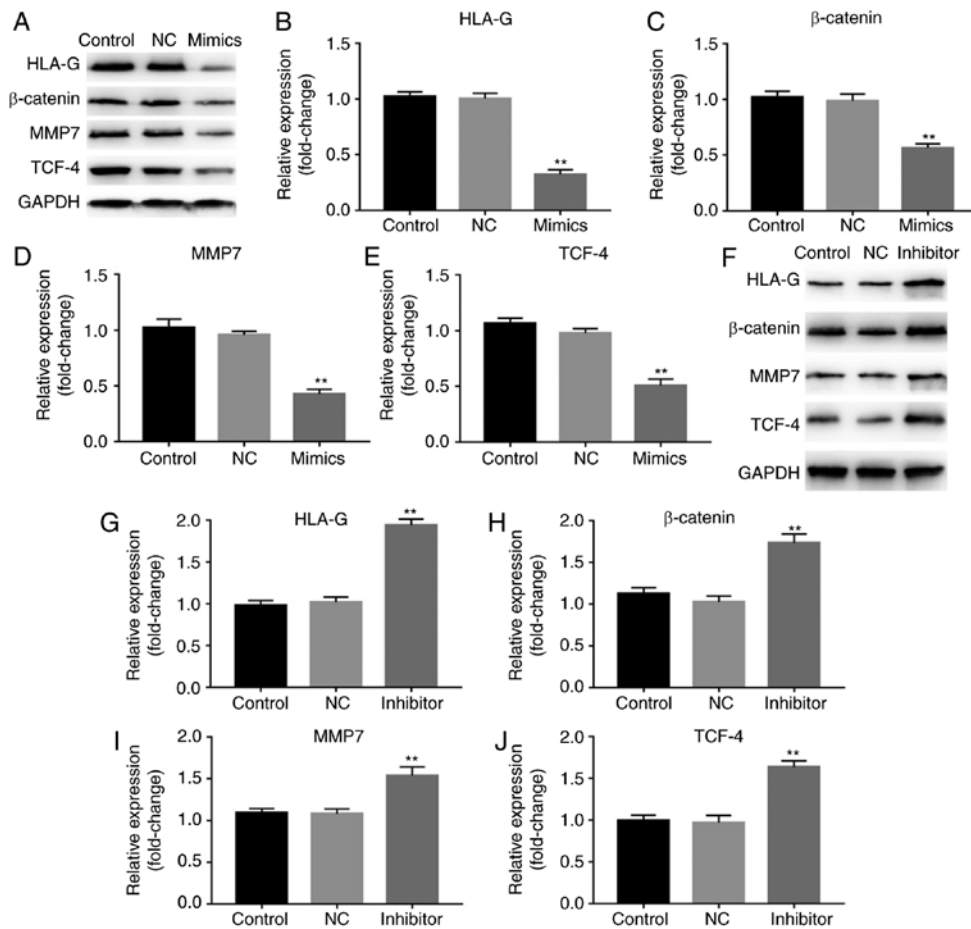 A
Control NC Mimics
HLA-G
β-catenin
MMP7
TCF-4
GAPDH
B
HLA-G
Relative expression
(fold-change)
1.5
1.0
0.5
0.0
**
Control NC Mimics
C
β-catenin
Relative expression
(fold-change)
1.5
1.0
0.5
0.0
**
Control NC Mimics
D
MMP7
Relative expression
(fold-change)
1.5
1.0
0.5
0.0
**
Control NC Mimics
E
TCF-4
Relative expression
(fold-change)
1.5
1.0
0.5
0.0
**
Control NC Mimics
F
Control NC Inhibitor
HLA-G
β-catenin
MMP7
TCF-4
GAPDH
G
HLA-G
Relative expression
(fold-change)
2.0
1.5
1.0
0.5
0.0
**
Control NC Inhibitor
H
β-catenin
Relative expression
(fold-change)
2.0
1.5
1.0
0.5
0.0
**
Control NC Inhibitor
I
MMP7
Relative expression
(fold-change)
2.0
1.5
1.0
0.5
0.0
**
Control NC Inhibitor
J
TCF-4
Relative expression
(fold-change)
2.0
1.5
1.0
0.5
0.0
**
Control NC Inhibitor